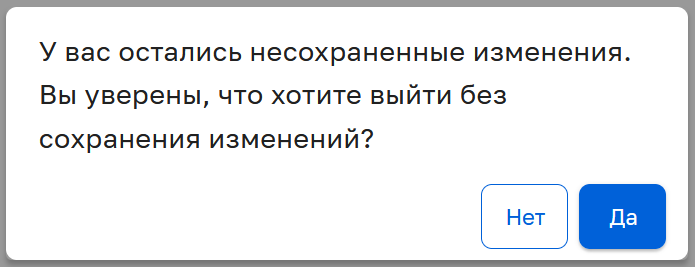 У вас остались несохраненные изменения.
Вы уверены, что хотите выйти без
сохранения изменений?
Нет
Да